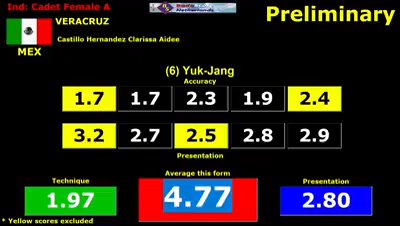 Ind: Cadet Female A
Preliminary
VERACRUZ
Castillo Hernandez Clarissa Aidee
MEX
(6) Yuk-Jang
Accuracy
1.7 1.7 2.3 1.9 2.4
3.2 2.7 2.5 2.8 2.9
Presentation
Technique
Average this form
Presentation
1.97
4.77
2.80
* Yellow scores excluded